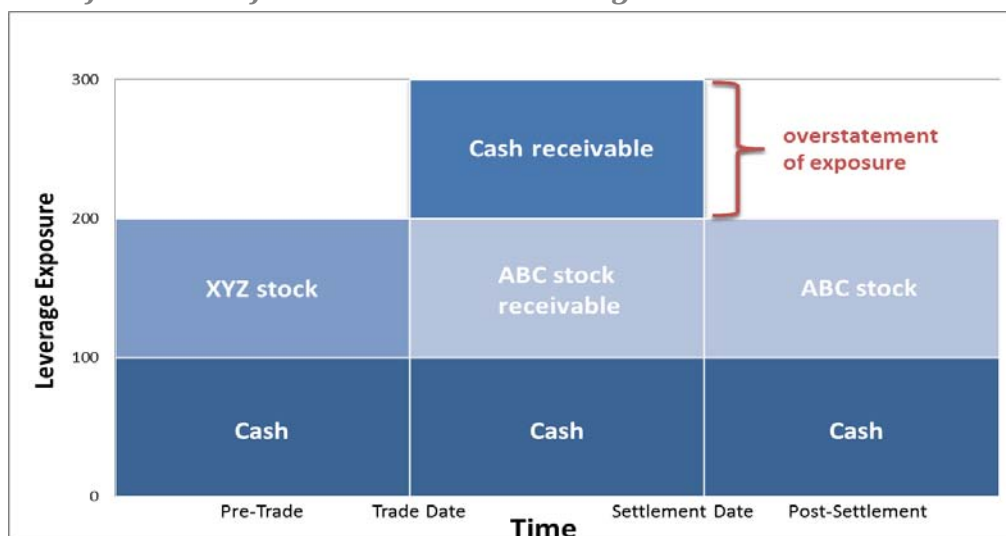 300
Cash receivable
overstatement
of exposure
Leverage Exposure
200
XYZ stock
ABC stock
receivable
ABC stock
100
Cash
Cash
Cash
0
Pre-Trade
Trade Date
Settlement Date
Post-Settlement
Time